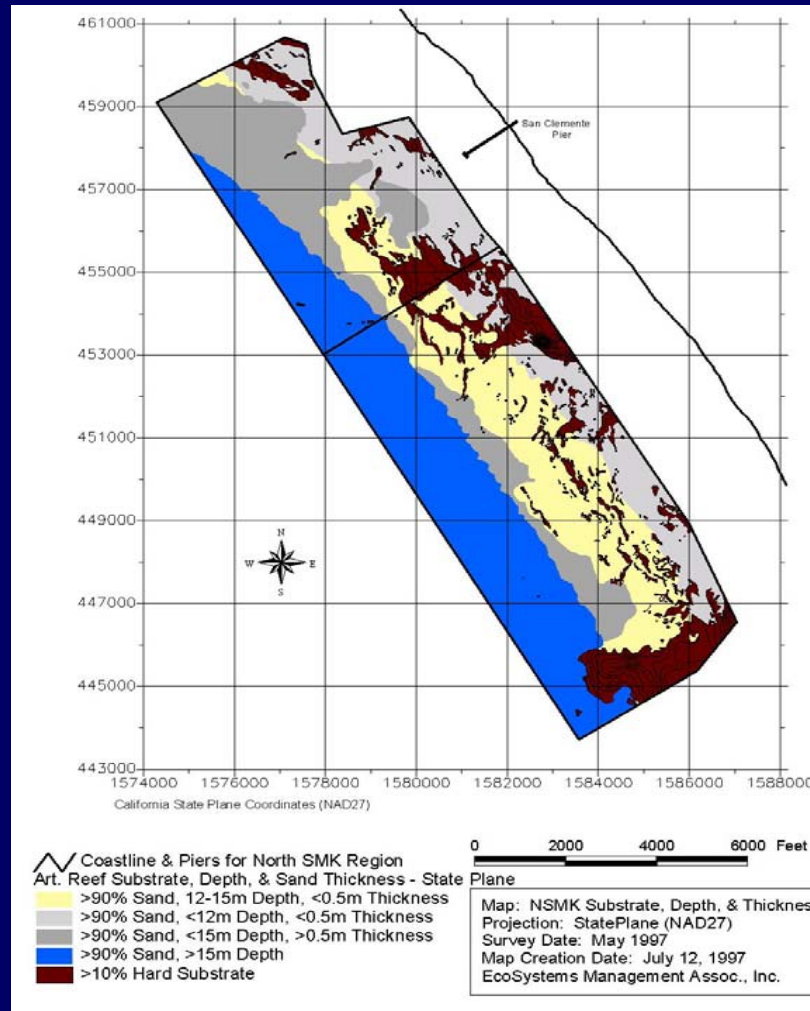 461000
459000
457000
455000
453000
451000
449000
447000
445000
443000
San Clemente
Pier
N
W E
S
1574000 1576000 1578000 1580000 1582000 1584000 1586000 1588000
California State Plane Coordinates (NAD27)
Coastline & Piers for North SMK Region
Art. Reef Substrate, Depth, & Sand Thickness - State Plane
>90% Sand, 12-15m Depth, <0.5m Thickness
>90% Sand, <12m Depth, <0.5m Thickness
>90% Sand, <15m Depth, >0.5m Thickness
>90% Sand, >15m Depth
>10% Hard Substrate
0 2000 4000 6000 Feet
Map: NSMK Substrate, Depth, & Thicknes
Projection: StatePlane (NAD27)
Survey Date: May 1997
Map Creation Date: July 12, 1997
EcoSystems Management Assoc., Inc.